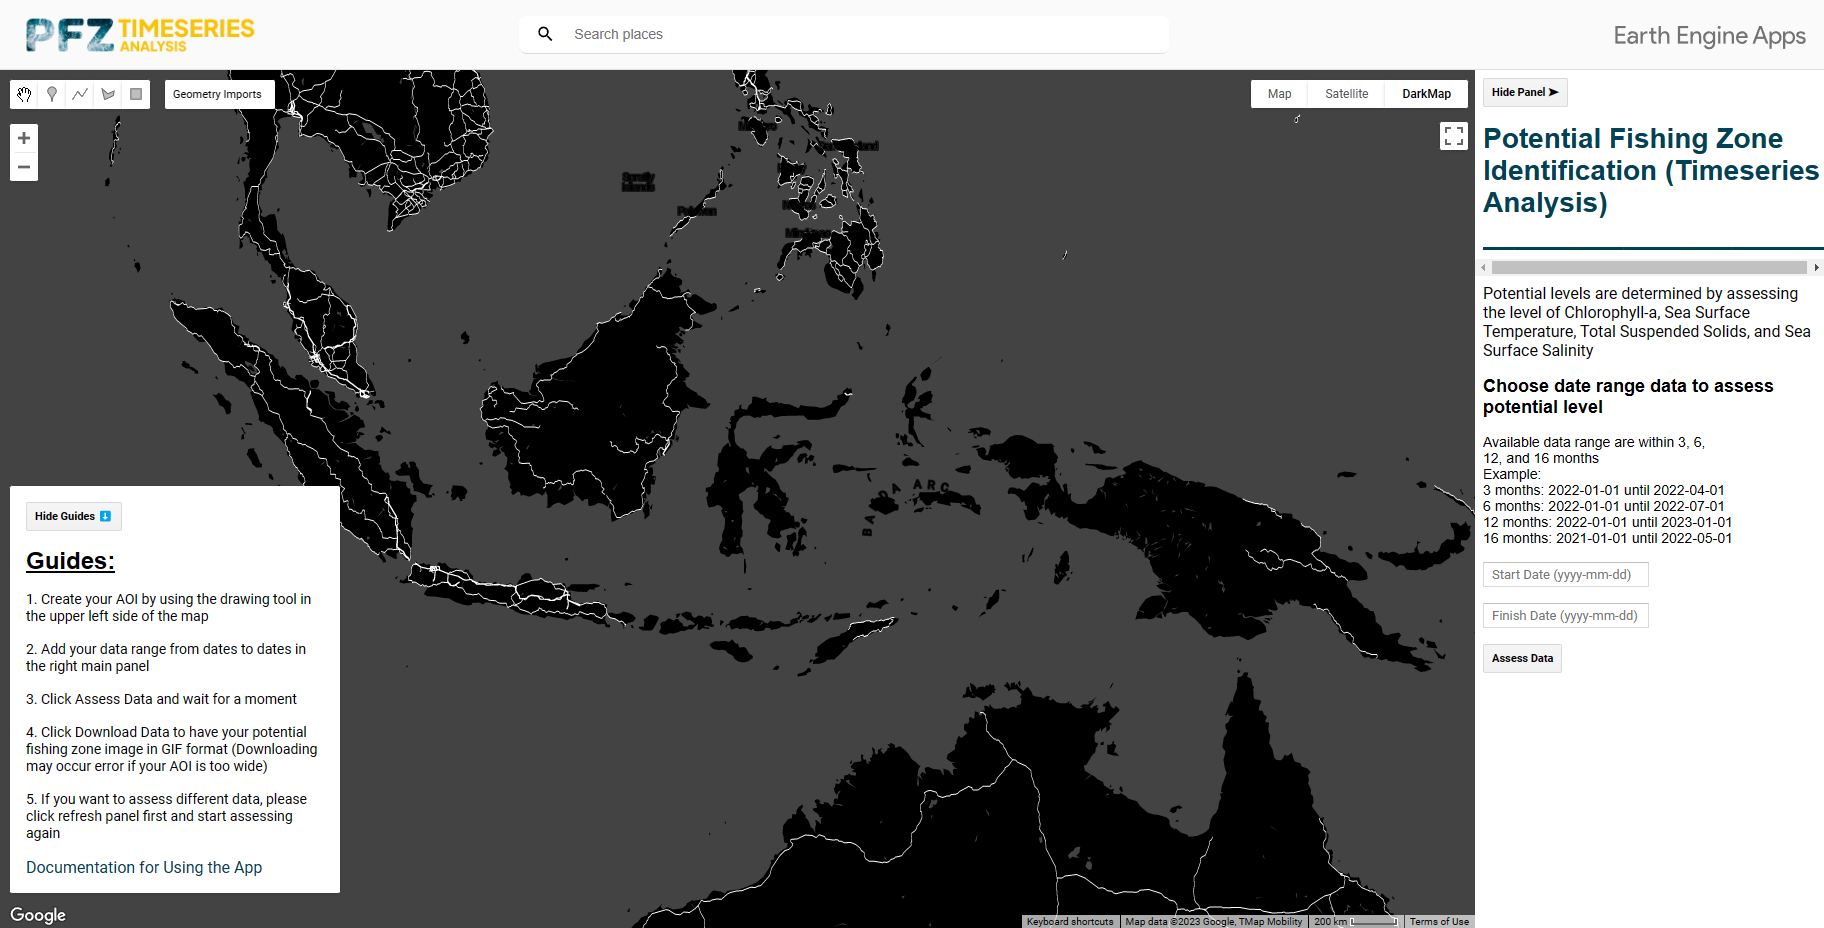 PFZ TIMESERIES
ANALYSIS
Search places
Earth Engine Apps
Geometry Imports
Map
Satellite
DarkMap
+
−
Spratly
Islands
Palawan
Mindanao
BANDA ARC
Hide Panel ➤
Potential Fishing Zone
Identification (Timeseries
Analysis)
Potential levels are determined by assessing
the level of Chlorophyll-a, Sea Surface
Temperature, Total Suspended Solids, and Sea
Surface Salinity
Choose date range data to assess
potential level
Available data range are within 3, 6,
12, and 16 months
Example:
3 months: 2022-01-01 until 2022-04-01
6 months: 2022-01-01 until 2022-07-01
12 months: 2022-01-01 until 2023-01-01
16 months: 2021-01-01 until 2022-05-01
Start Date (yyyy-mm-dd)
Finish Date (yyyy-mm-dd)
Assess Data
Hide Guides ⬇
Guides:
1. Create your AOI by using the drawing tool in
the upper left side of the map
2. Add your data range from dates to dates in
the right main panel
3. Click Assess Data and wait for a moment
4. Click Download Data to have your potential
fishing zone image in GIF format (Downloading
may occur error if your AOI is too wide)
5. If you want to assess different data, please
click refresh panel first and start assessing
again
Documentation for Using the App
Google
Keyboard shortcuts
Map data ©2023 Google, TMap Mobility
200 km
Terms of Use